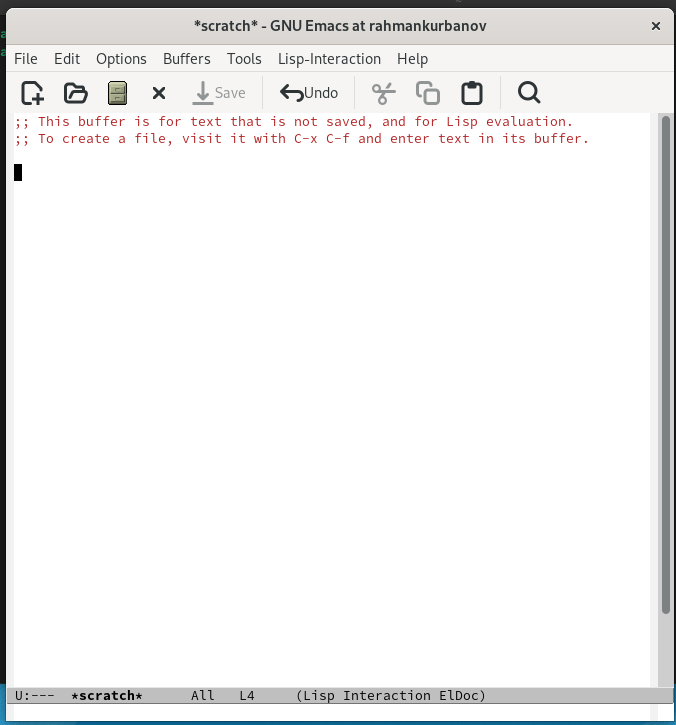 *scratch* - GNU Emacs at rahmankurbanov
File Edit Options Buffers Tools Lisp-Interaction Help
Save Undo
;; This buffer is for text that is not saved, and for Lisp evaluation.
;; To create a file, visit it with C-x C-f and enter text in its buffer.
U:--- *scratch* All L4 (Lisp Interaction ElDoc)